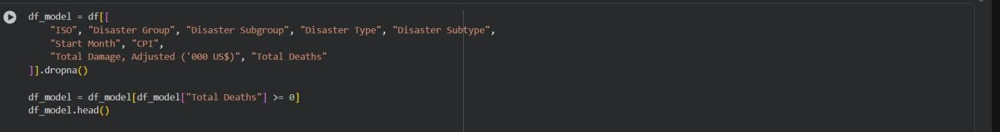 df_model = df[[
    "ISO", "Disaster Group", "Disaster Subgroup", "Disaster Type", "Disaster Subtype",
    "Start Month", "CPI",
    "Total Damage, Adjusted ('000 US$)", "Total Deaths"
]].dropna()
df_model = df_model[df_model["Total Deaths"] >= 0]
df_model.head()